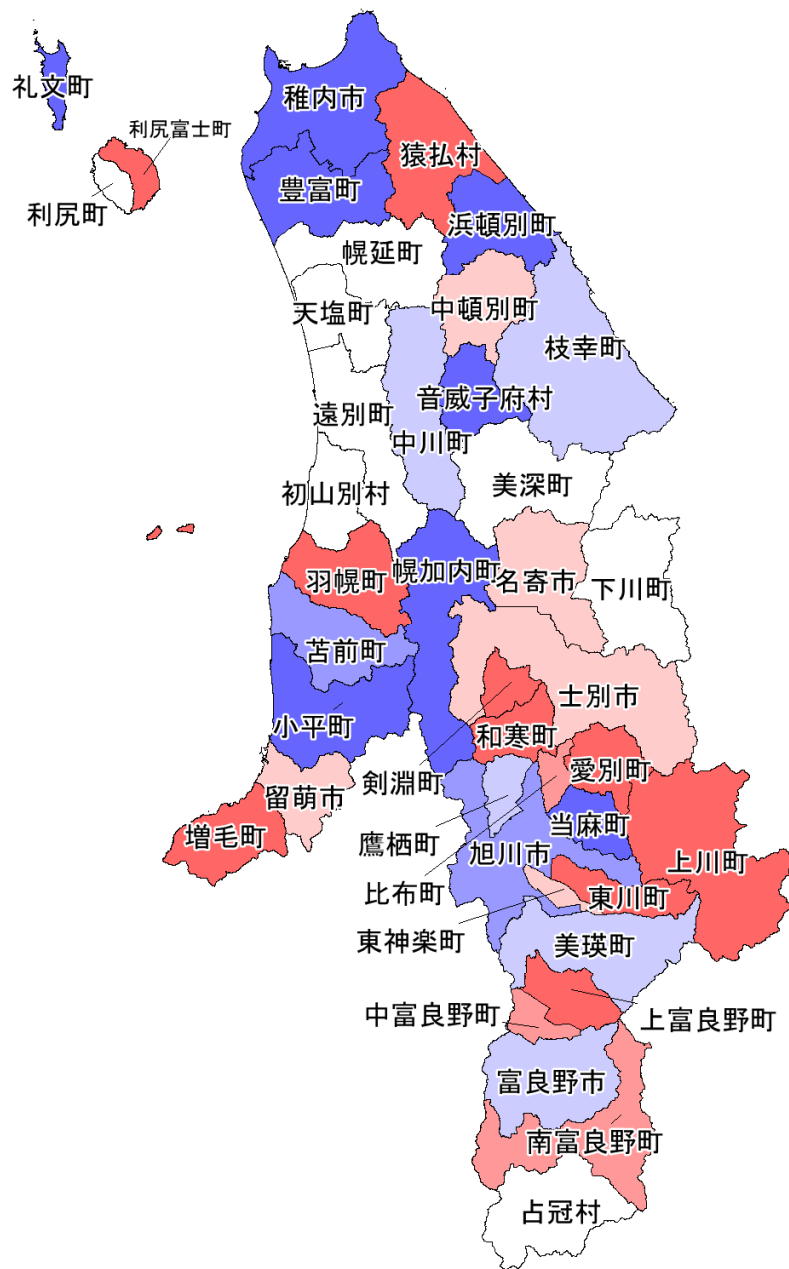 礼文町
稚内市
利尻富士町
猿払村
利尻町
豊富町
浜頓別町
幌延町
天塩町
中頓別町
枝幸町
音威子府村
遠別町
中川町
初山別村
美深町
羽幌町
幌加内町
名寄市
下川町
苫前町
士別市
小平町
和寒町
剣淵町
愛別町
留萌市
増毛町
鷹栖町
当麻町
旭川市
上川町
比布町
東川町
東神楽町
美瑛町
中富良野町
上富良野町
富良野市
南富良野町
占冠村